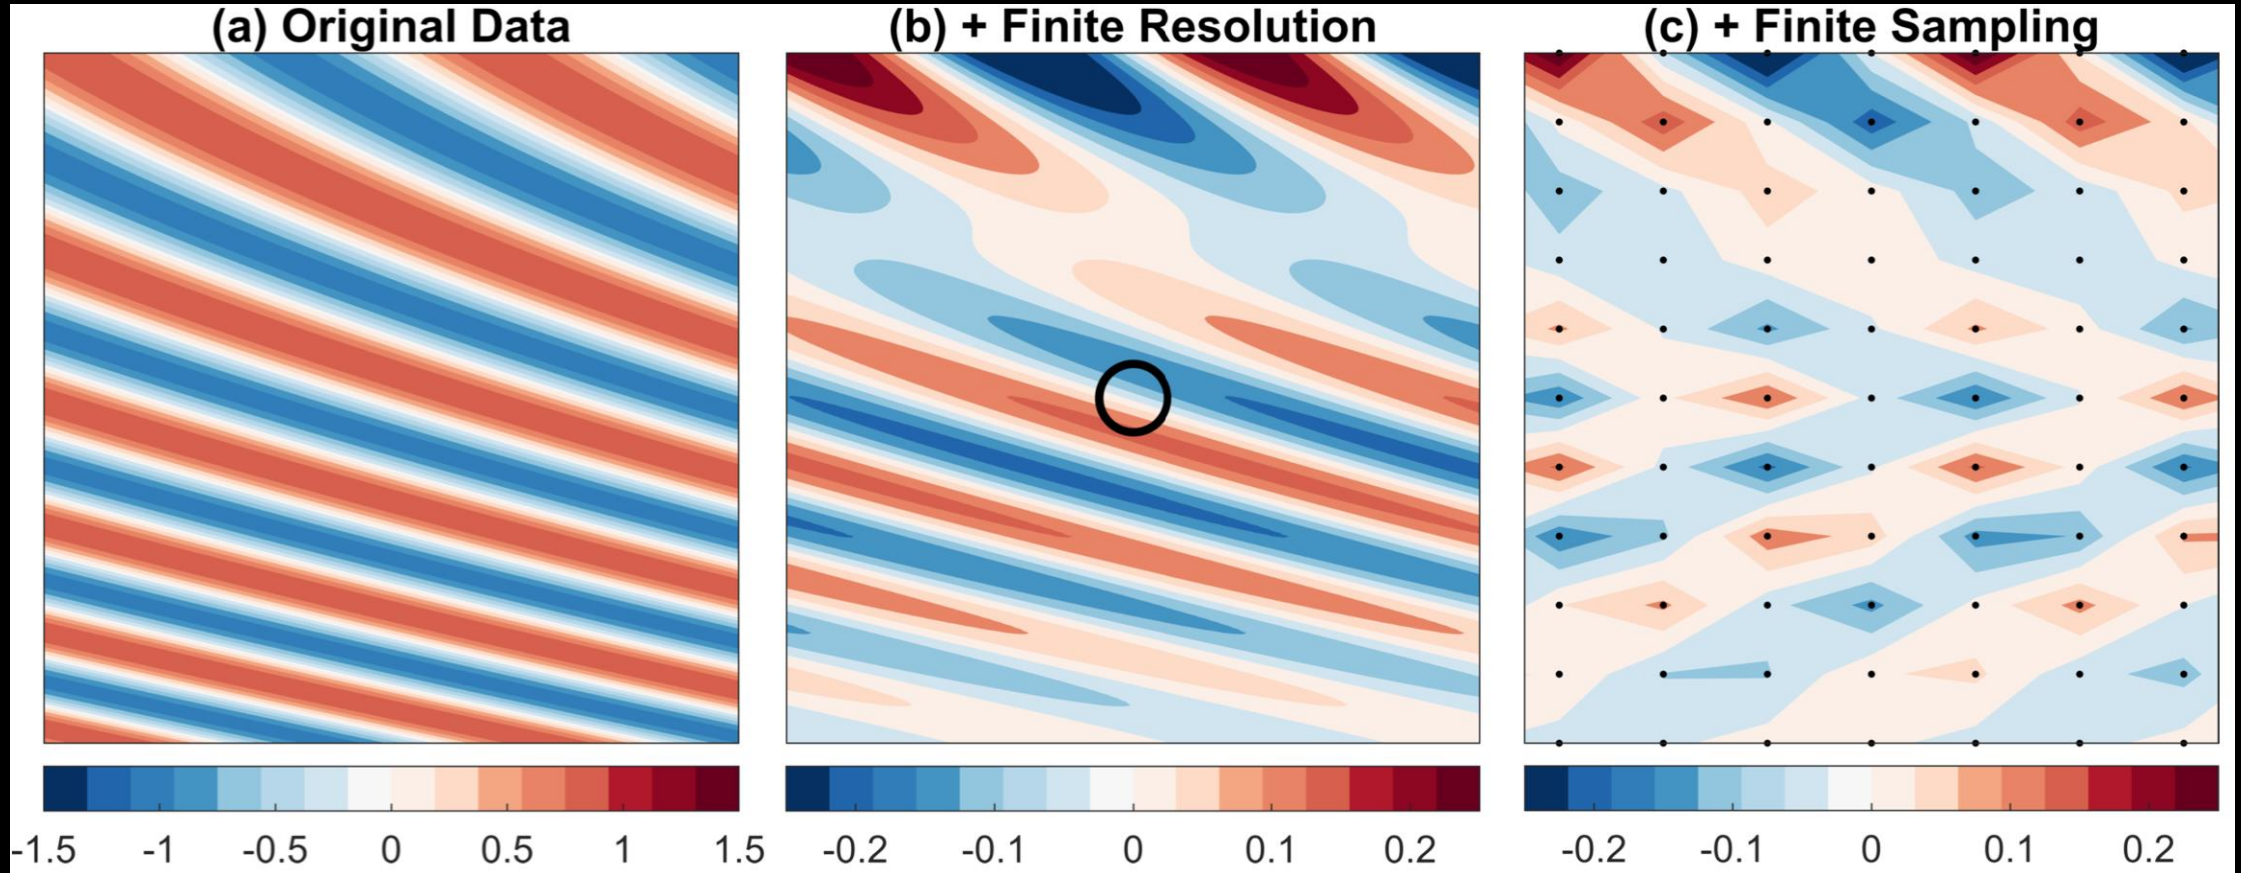 (a) Original Data
(b) + Finite Resolution
(c) + Finite Sampling
-1.5 -1 -0.5 0 0.5 1 1.5
-0.2 -0.1 0 0.1 0.2
-0.2 -0.1 0 0.1 0.2